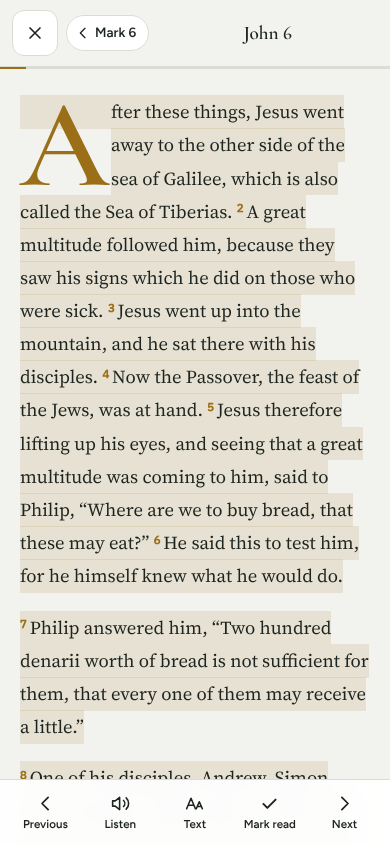 Mark 6
John 6
After these things, Jesus went
away to the other side of the
sea of Galilee, which is also
called the Sea of Tiberias. 2 A great
multitude followed him, because they
saw his signs which he did on those who
were sick. 3 Jesus went up into the
mountain, and he sat there with his
disciples. 4 Now the Passover, the feast of
the Jews, was at hand. 5 Jesus therefore
lifting up his eyes, and seeing that a great
multitude was coming to him, said to
Philip, “Where are we to buy bread, that
these may eat?” 6 He said this to test him,
for he himself knew what he would do.
7 Philip answered him, “Two hundred
denarii worth of bread is not sufficient for
them, that every one of them may receive
a little.”
8 One of his disciples, Andrew, Simon
Previous
Listen
Text
Mark read
Next